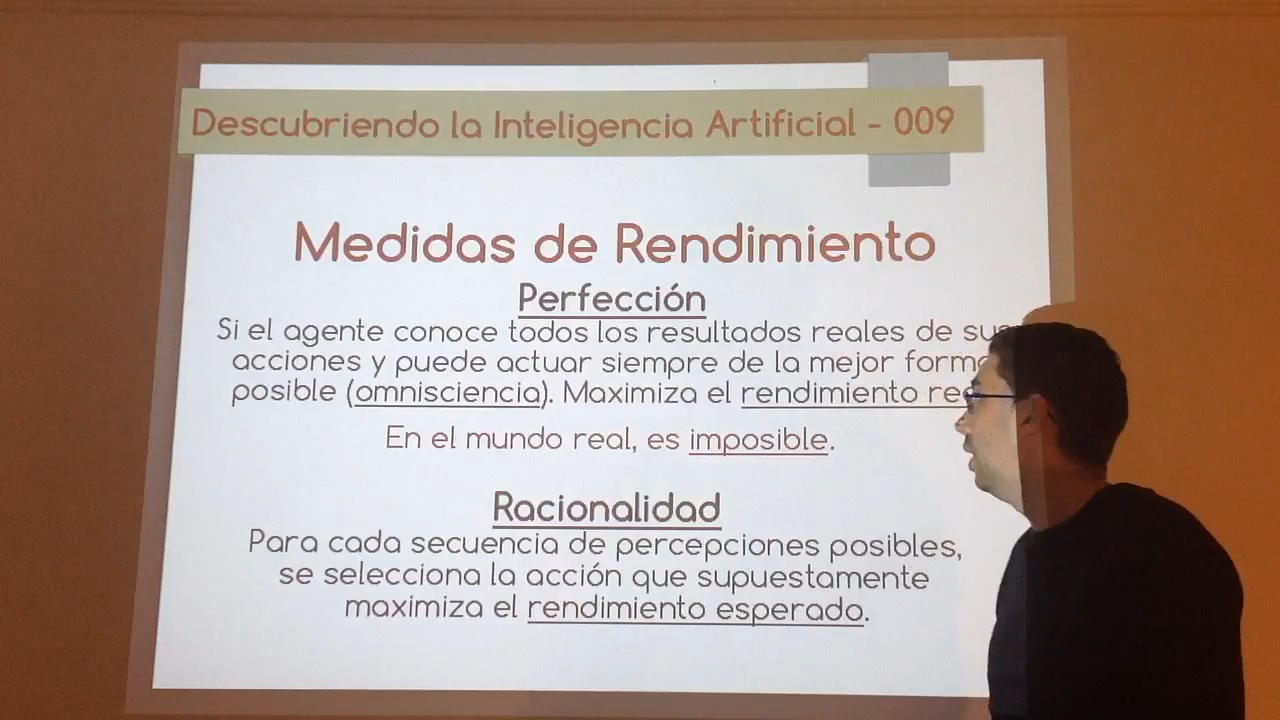 Descubriendo la Inteligencia Artificial - 009
Medidas de Rendimiento
Perfección
Si el agente conoce todos los resultados reales de sus
acciones y puede actuar siempre de la mejor forma
posible (omnisciencia). Maximiza el rendimiento
En el mundo real, es imposible.
Racionalidad
Para cada secuencia de percepciones posibles,
se selecciona la acción que supuestamente
maximiza el rendimiento esperado.